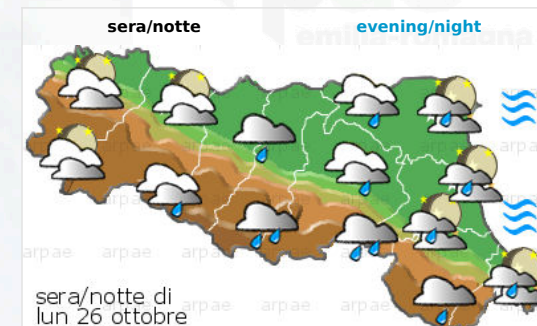 sera/notte evening/night
emilia-romagna
arpae arpae arpae arpae arpae
sera/notte di
lun 26 ottobre